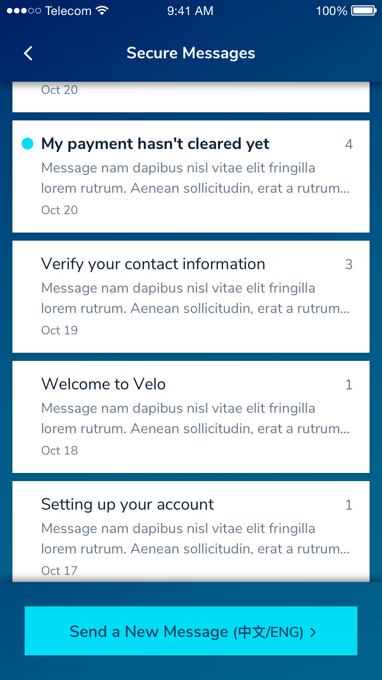 Telecom 9:41 AM 100%
Secure Messages
Oct 20
My payment hasn't cleared yet 4
Message nam dapibus nisl vitae elit fringilla
lorem rutrum. Aenean sollicitudin, erat a rutrum...
Oct 20
Verify your contact information 3
Message nam dapibus nisl vitae elit fringilla
lorem rutrum. Aenean sollicitudin, erat a rutrum...
Oct 19
Welcome to Velo 1
Message nam dapibus nisl vitae elit fringilla
lorem rutrum. Aenean sollicitudin, erat a rutrum...
Oct 18
Setting up your account 1
Message nam dapibus nisl vitae elit fringilla
lorem rutrum. Aenean sollicitudin, erat a rutrum...
Oct 17
Send a New Message (中文/ENG) >